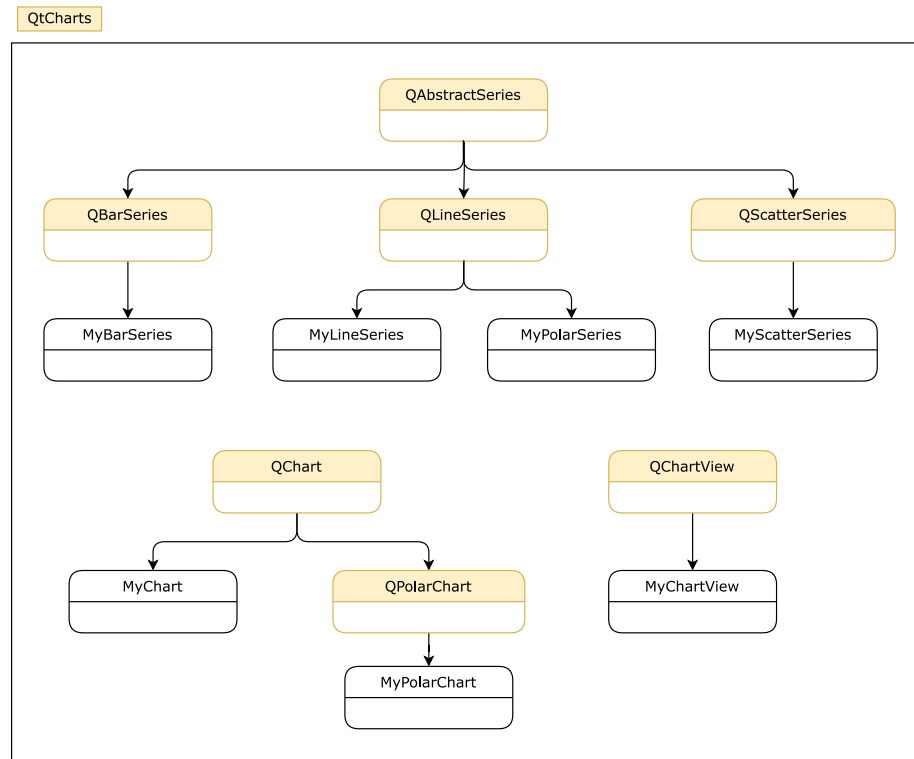 QtCharts
QAbstractSeries
QBarSeries
QLineSeries
QScatterSeries
MyBarSeries
MyLineSeries
MyPolarSeries
MyScatterSeries
QChart
QChartView
MyChart
QPolarChart
MyChartView
MyPolarChart